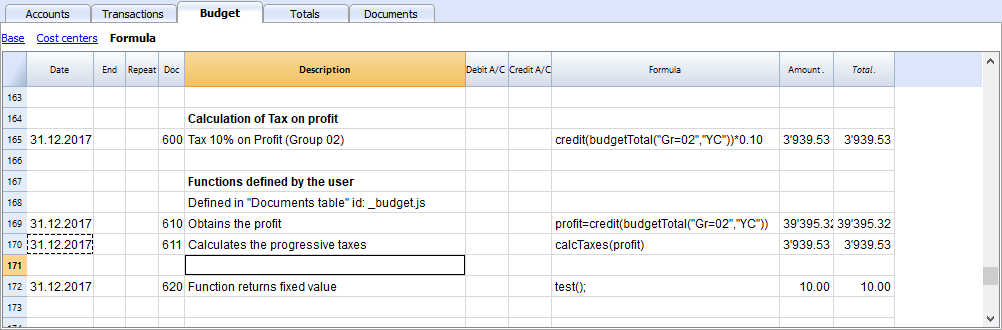 Accounts Transactions Budget Totals Documents
Base Cost centers Formula
Date End Repeat Doc Description Debit A/C Credit A/C Formula Amount . Total .
163
164 Calculation of Tax on profit
165 31.12.2017 600 Tax 10% on Profit (Group 02) credit(budgetTotal("Gr=02","YC"))*0.10 3'939.53 3'939.53
166
167 Functions defined by the user
168 Defined in "Documents table" id: _budget.js
169 31.12.2017 610 Obtains the profit profit=credit(budgetTotal("Gr=02","YC")) 39'395.32 39'395.32
170 31.12.2017 611 Calculates the progressive taxes calcTaxes(profit) 3'939.53 3'939.53
171
172 31.12.2017 620 Function returns fixed value test(); 10.00 10.00
173